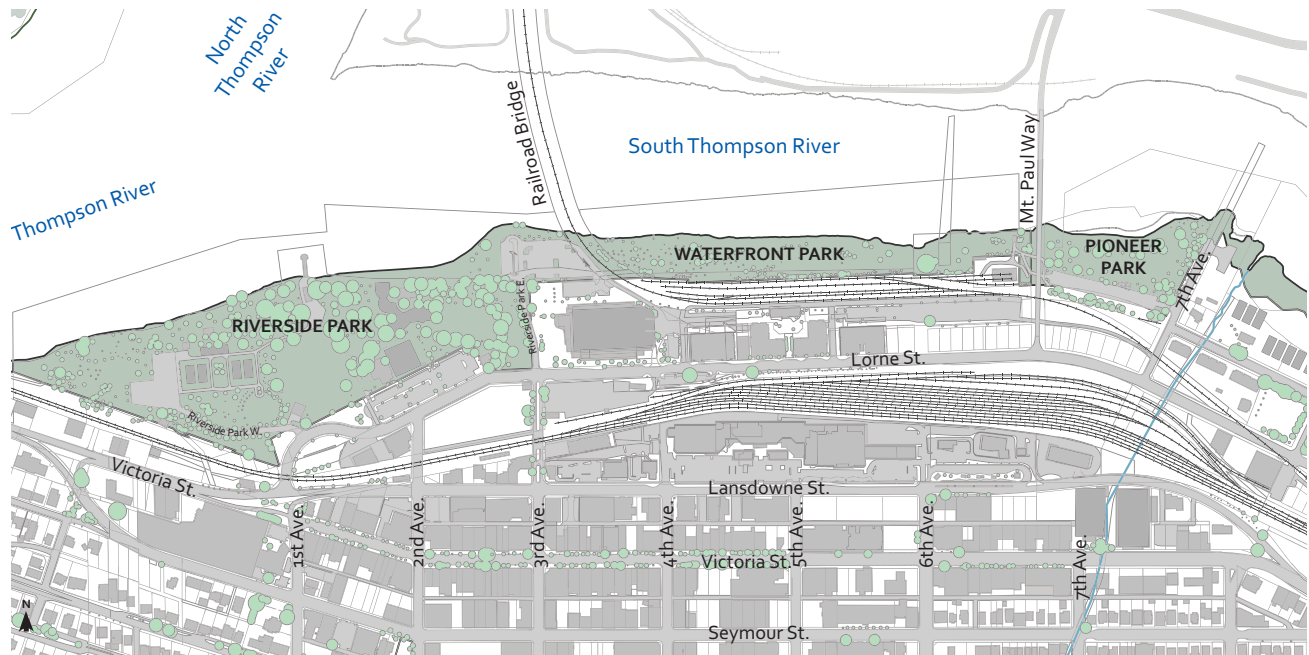 North
Thompson
River
Railroad Bridge
South Thompson River
Mt. Paul Way
Thompson River
WATERFRONT PARK
PIONEER
PARK
7th Ave.
Riverside Park E.
RIVERSIDE PARK
Lorne St.
Riverside Park W.
Victoria St.
Lansdowne St.
1st Ave.
2nd Ave.
3rd Ave.
4th Ave.
5th Ave.
6th Ave.
7th Ave.
Victoria St.
N
Seymour St.